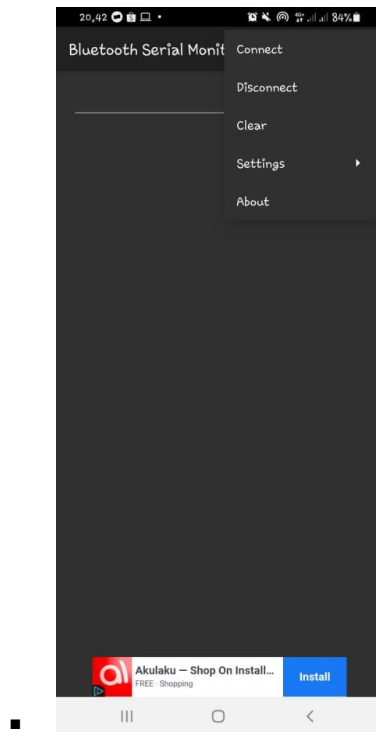 20,42
84%
Bluetooth Serial Monit
Connect
Disconnect
Clear
Settings
About
Akulaku – Shop On Install...
FREE · Shopping
Install